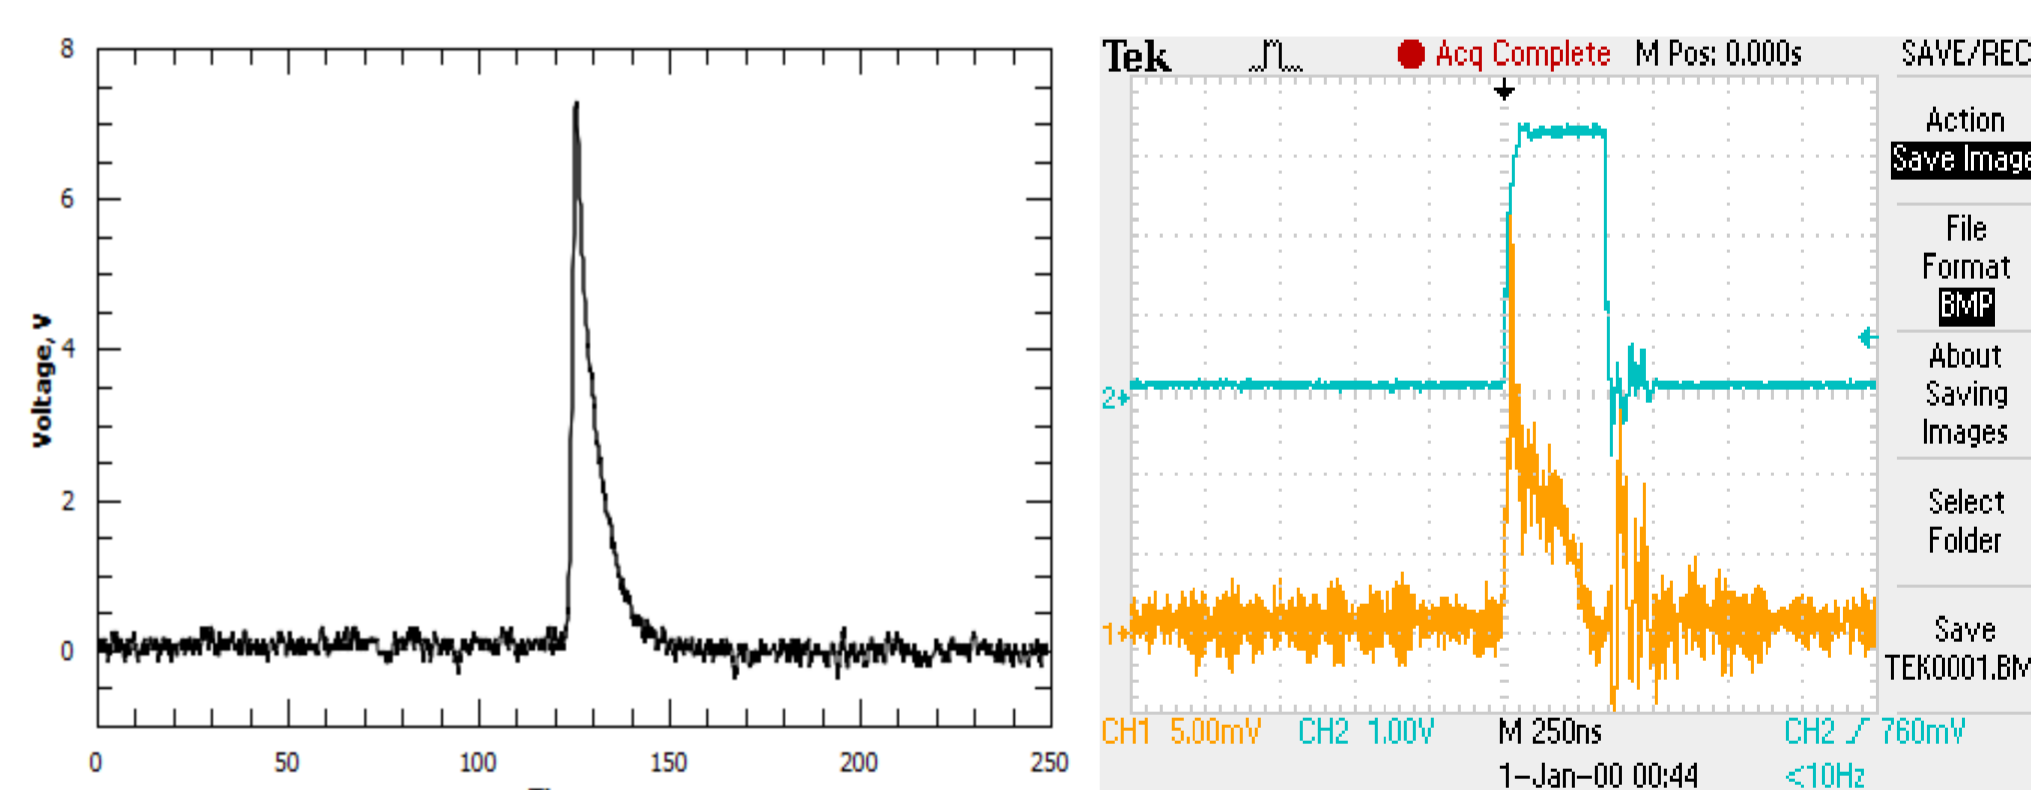 8
6
4
2
0
Voltage, V
0 50 100 150 200 250
Tek Acq Complete M Pos: 0.000s SAVE/REC
Action
Save Image
File
Format
BMP
About
Saving
Images
Select
Folder
Save
TEK0001.BM
2
1
CH1 5.00mV CH2 1.00V M 250ns CH2 760mV
1-Jan-00 00:44 <10Hz